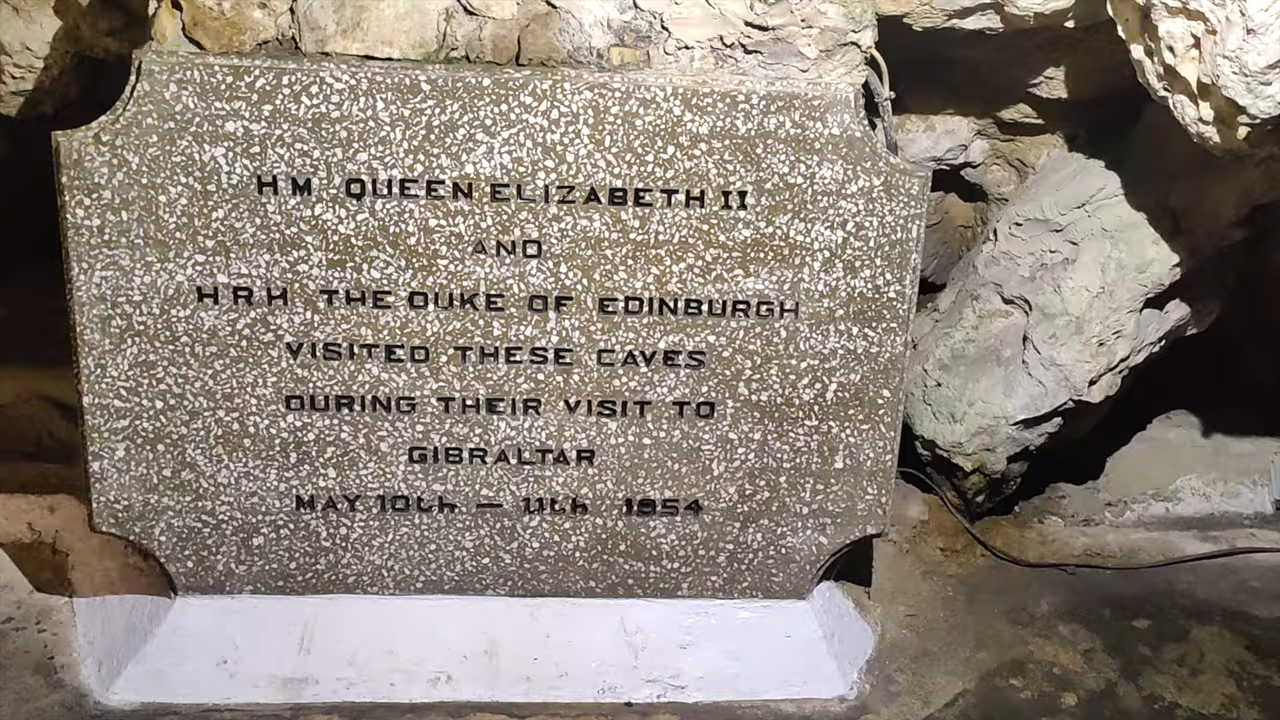 HM QUEEN ELIZABETH II
AND
HRH THE DUKE OF EDINBURGH
VISITED THESE CAVES
DURING THEIR VISIT TO
GIBRALTAR
MAY 10th — 11th 1954